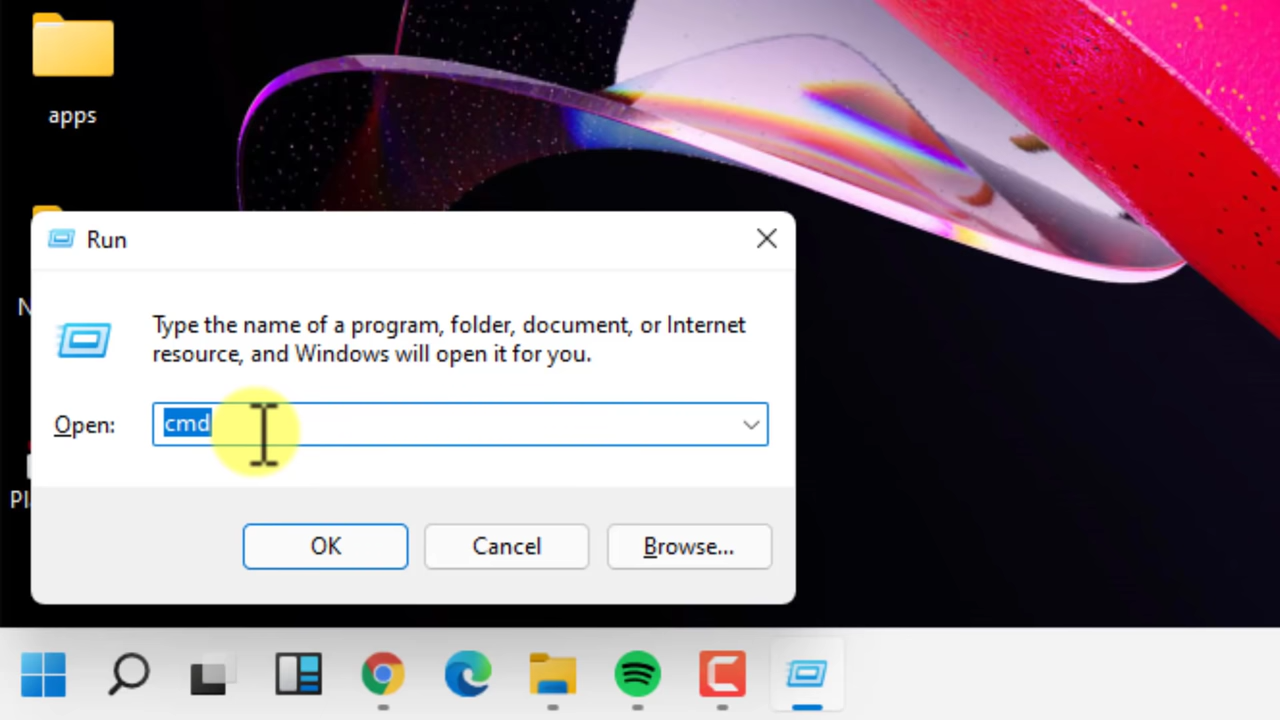 apps
Run
Type the name of a program, folder, document, or Internet
resource, and Windows will open it for you.
Open:
cmd
OK
Cancel
Browse...